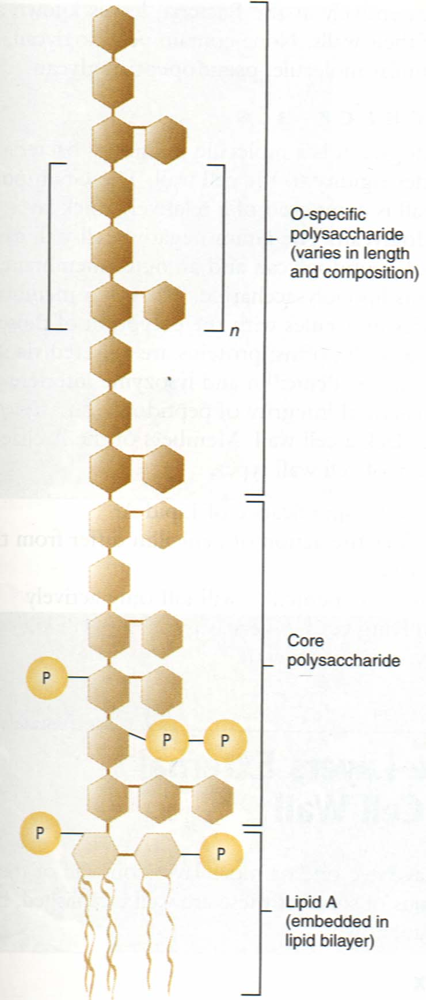 O-specific
polysaccharide
(varies in length
and composition)
n
Core
polysaccharide
P
P
P
P
P
Lipid A
(embedded in
lipid bilayer)